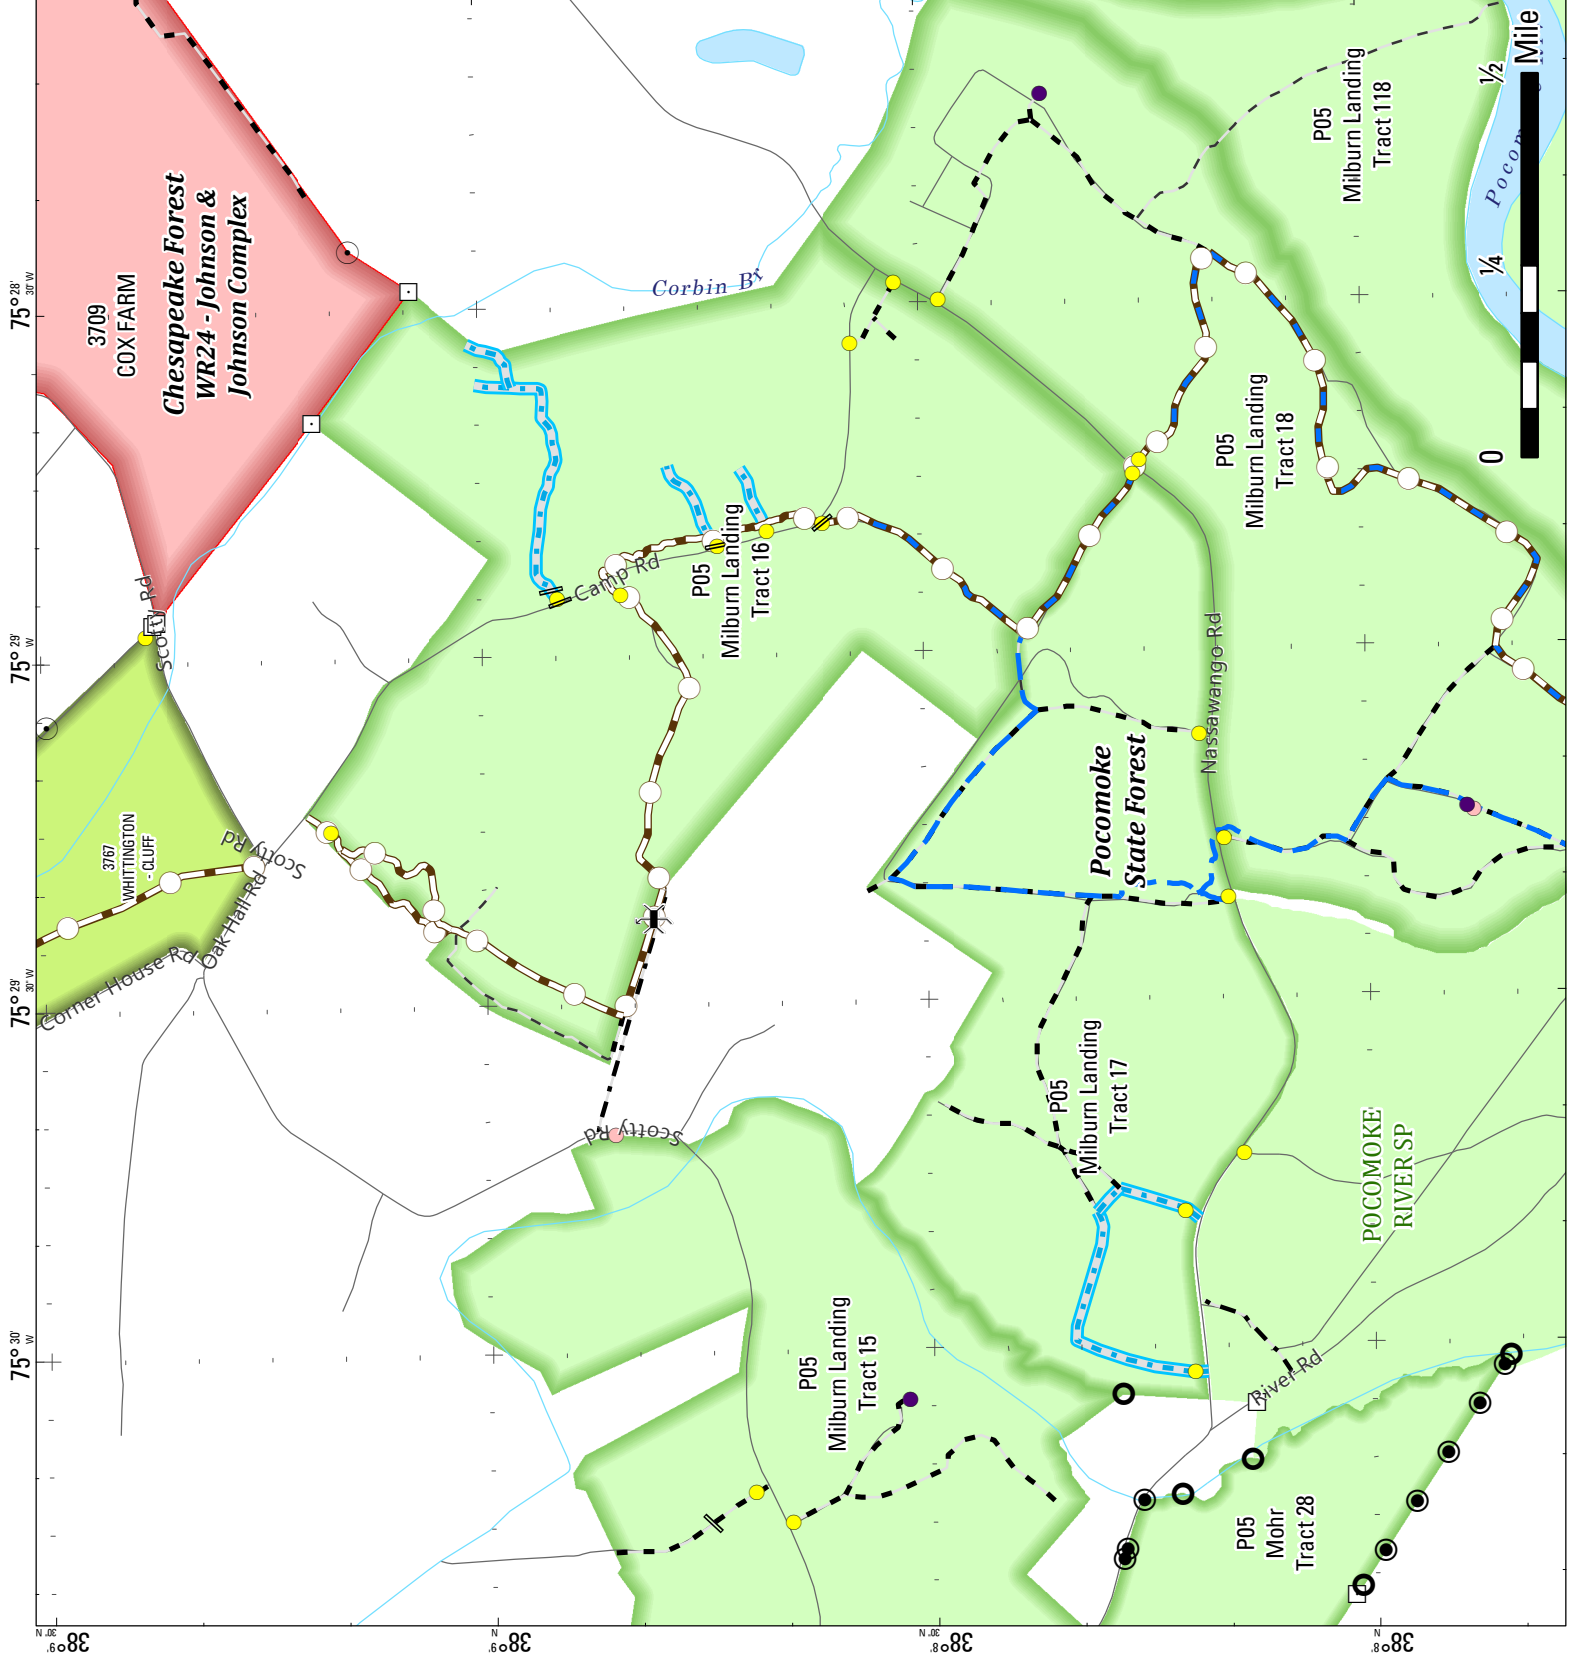 3709
COX FARM
Chesapeake Forest
WR24 - Johnson &
Johnson Complex
3767
WHITTINGTON
- CLUFF
Scotty Rd
Scotty Rd
Oak Hall Rd
Corner House Rd
Scotty Rd
Camp Rd
Corbin Br
P05
Milburn Landing
Tract 16
P05
Milburn Landing
Tract 118
P05
Milburn Landing
Tract 18
Pocomoke
State Forest
Nassawango Rd
P05
Milburn Landing
Tract 17
P05
Milburn Landing
Tract 15
POCOMOKE
RIVER SP
River Rd
P05
Mohr
Tract 28
0
¼
½
Mile
75° 28' 30" W
75° 29' W
75° 29' 30" W
75° 30' W
38°9' 30" N
38°9' N
38°8' 30" N
38°8' N